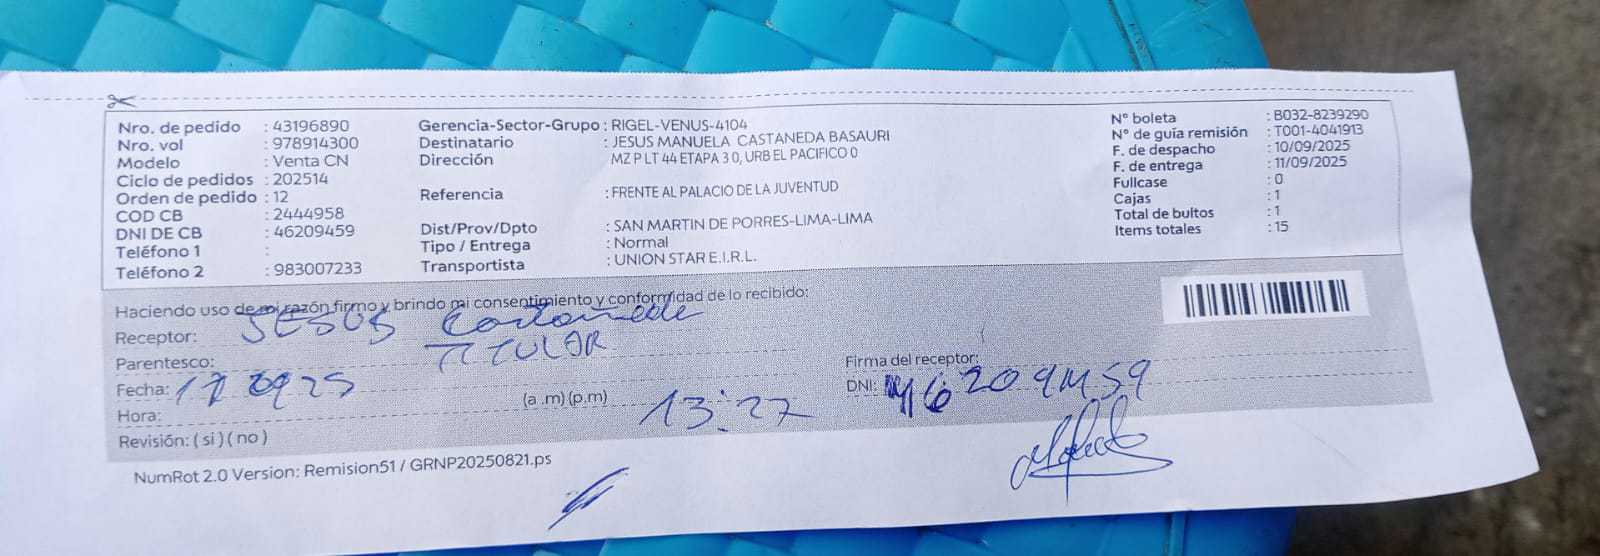 Nro. de pedido : 43196890
Nro. vol : 978914300
Modelo : Venta CN
Ciclo de pedidos : 202514
Orden de pedido : 12
COD CB : 2444958
DNI DE CB : 46209459
Teléfono 1 :
Teléfono 2 : 983007233
Gerencia-Sector-Grupo : RIGEL-VENUS-4104
Destinatario : JESUS MANUELA CASTANEDA BASAURI
Dirección MZ P LT 44 ETAPA 3 0, URB EL PACIFICO 0
Referencia : FRENTE AL PALACIO DE LA JUVENTUD
Dist/Prov/Dpto : SAN MARTIN DE PORRES-LIMA-LIMA
Tipo / Entrega : Normal
Transportista : UNION STAR E.I.R.L.
N° boleta : B032-8239290
N° de guía remisión : T001-4041913
F. de despacho : 10/09/2025
F. de entrega : 11/09/2025
Fullcase : 0
Cajas : 1
Total de bultos : 1
Items totales : 15
Haciendo uso de mi razón firmo y brindo mi consentimiento y conformidad de lo recibido:
Receptor: JESUS Castañeda
Parentesco: TITULAR
Fecha: 11 09 25
Hora: (a .m) (p.m) 13:27
Revisión: ( si ) ( no )
Firma del receptor:
DNI: 46209459
NumRot 2.0 Version: Remision51 / GRNP20250821.ps